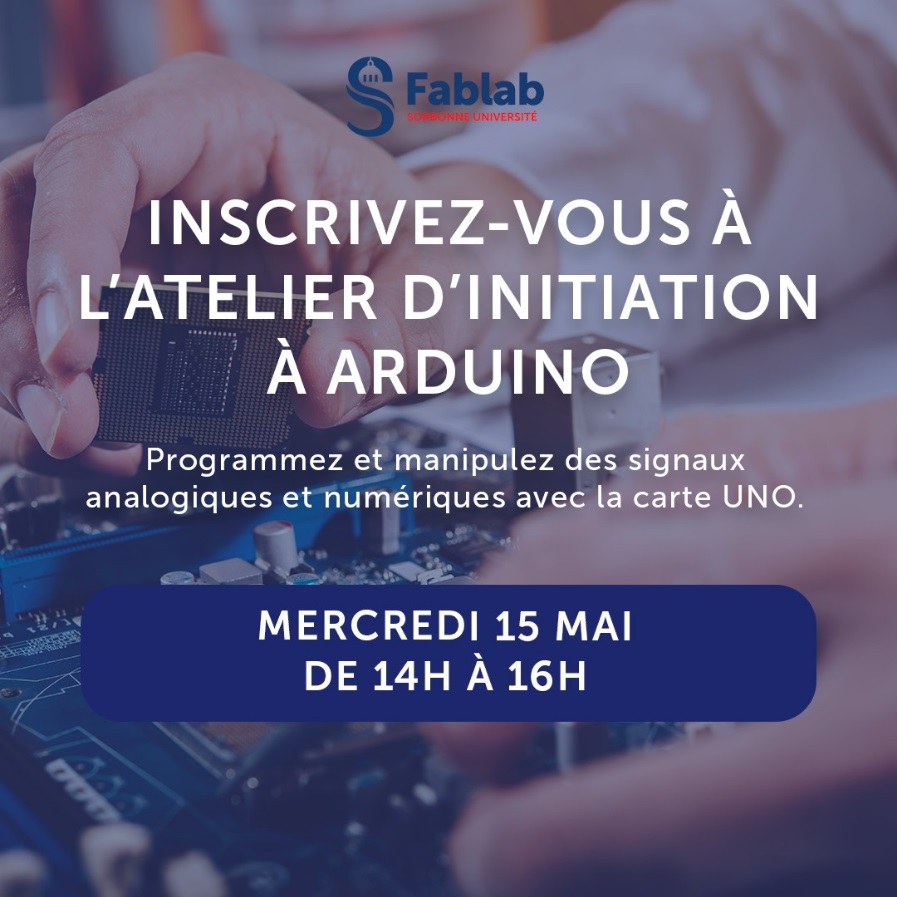 Fablab
SORBONNE UNIVERSITÉ
INSCRIVEZ-VOUS À
L’ATELIER D’INITIATION
À ARDUINO
Programmez et manipulez des signaux
analogiques et numériques avec la carte UNO.
MERCREDI 15 MAI
DE 14H À 16H